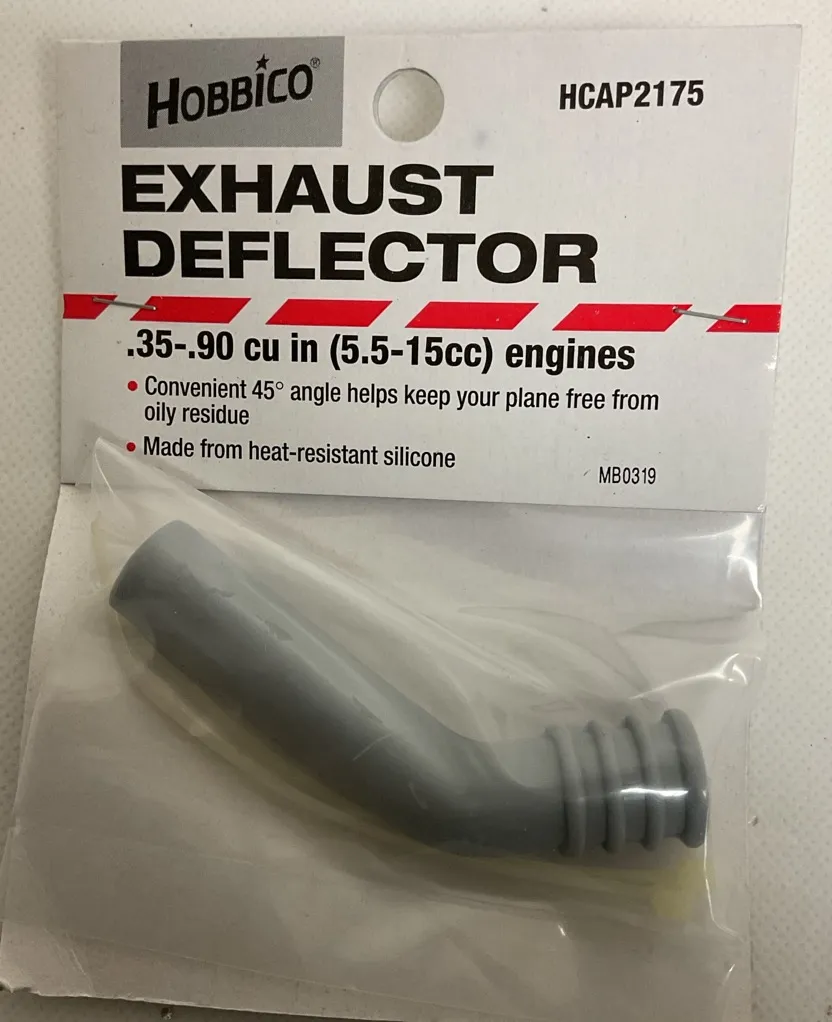 HOBBICO®
HCAP2175
EXHAUST
DEFLECTOR
.35-.90 cu in (5.5-15cc) engines
• Convenient 45° angle helps keep your plane free from
oily residue
• Made from heat-resistant silicone
MB0319